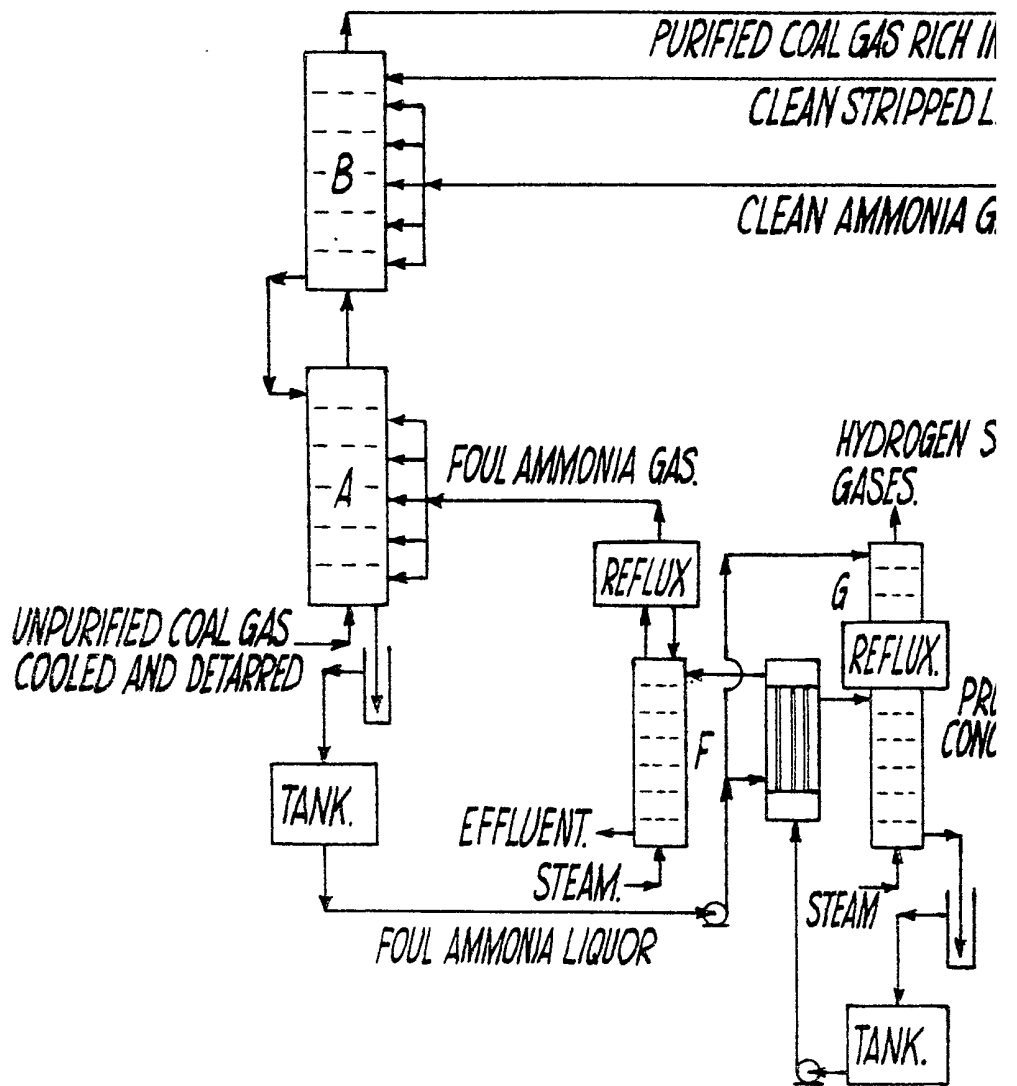 PURIFIED COAL GAS RICH
CLEAN STRIPPED
B
CLEAN AMMONIA
A
FOUL AMMONIA GAS.
HYDROGEN
GASES.
REFLUX
G
UNPURIFIED COAL GAS
COOLED AND DETARRED
REFLUX.
F
TANK.
EFFLUENT.
STEAM.
STEAM
FOUL AMMONIA LIQUOR
TANK.